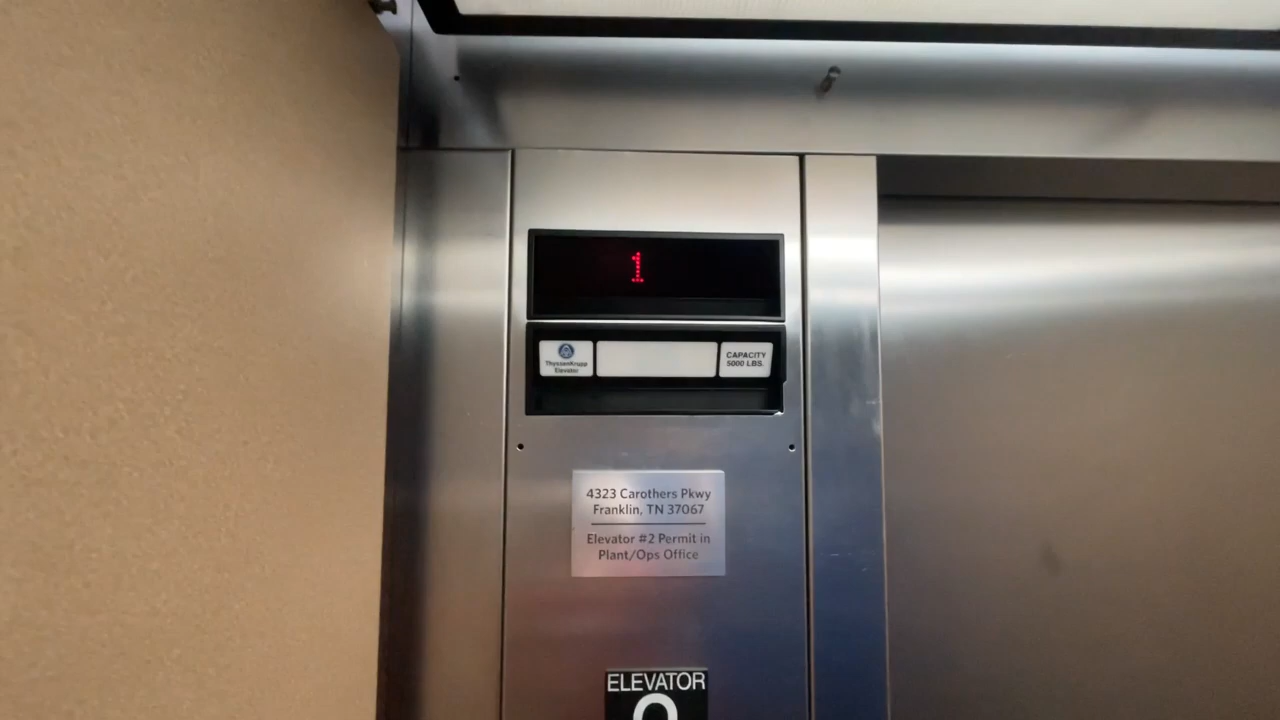 1
ThyssenKrupp
Elevator
CAPACITY
5000 LBS.
4323 Carothers Pkwy
Franklin, TN 37067
Elevator #2 Permit in
Plant/Ops Office
ELEVATOR